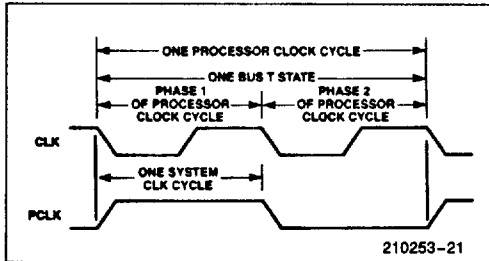 ONE PROCESSOR CLOCK CYCLE
ONE BUS T STATE
PHASE 1
OF PROCESSOR
CLOCK CYCLE
PHASE 2
OF PROCESSOR
CLOCK CYCLE
CLK
ONE SYSTEM
CLK CYCLE
PCLK
210253-21